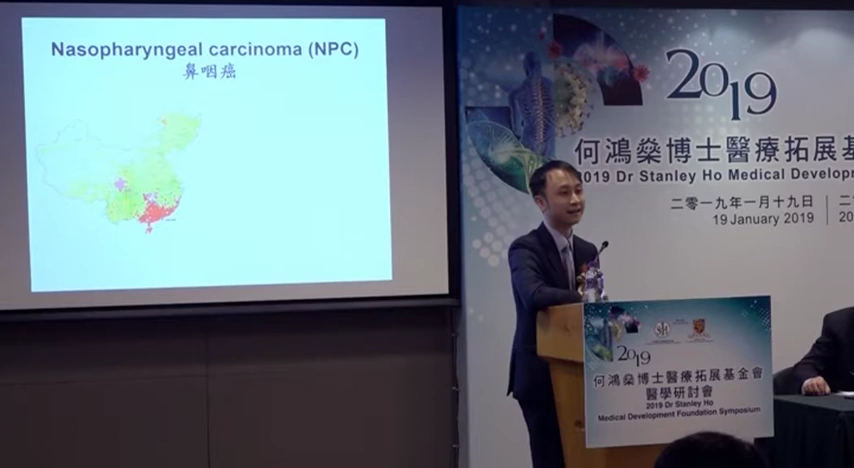 Nasopharyngeal carcinoma (NPC)
鼻咽癌
2019
何鴻燊博士醫療拓展基
2019 Dr Stanley Ho Medical Develop
二零一九年一月十九日
19 January 2019
2019
何鴻燊博士醫療拓展基金會
醫學研討會
2019 Dr Stanley Ho
Medical Development Foundation Symposium